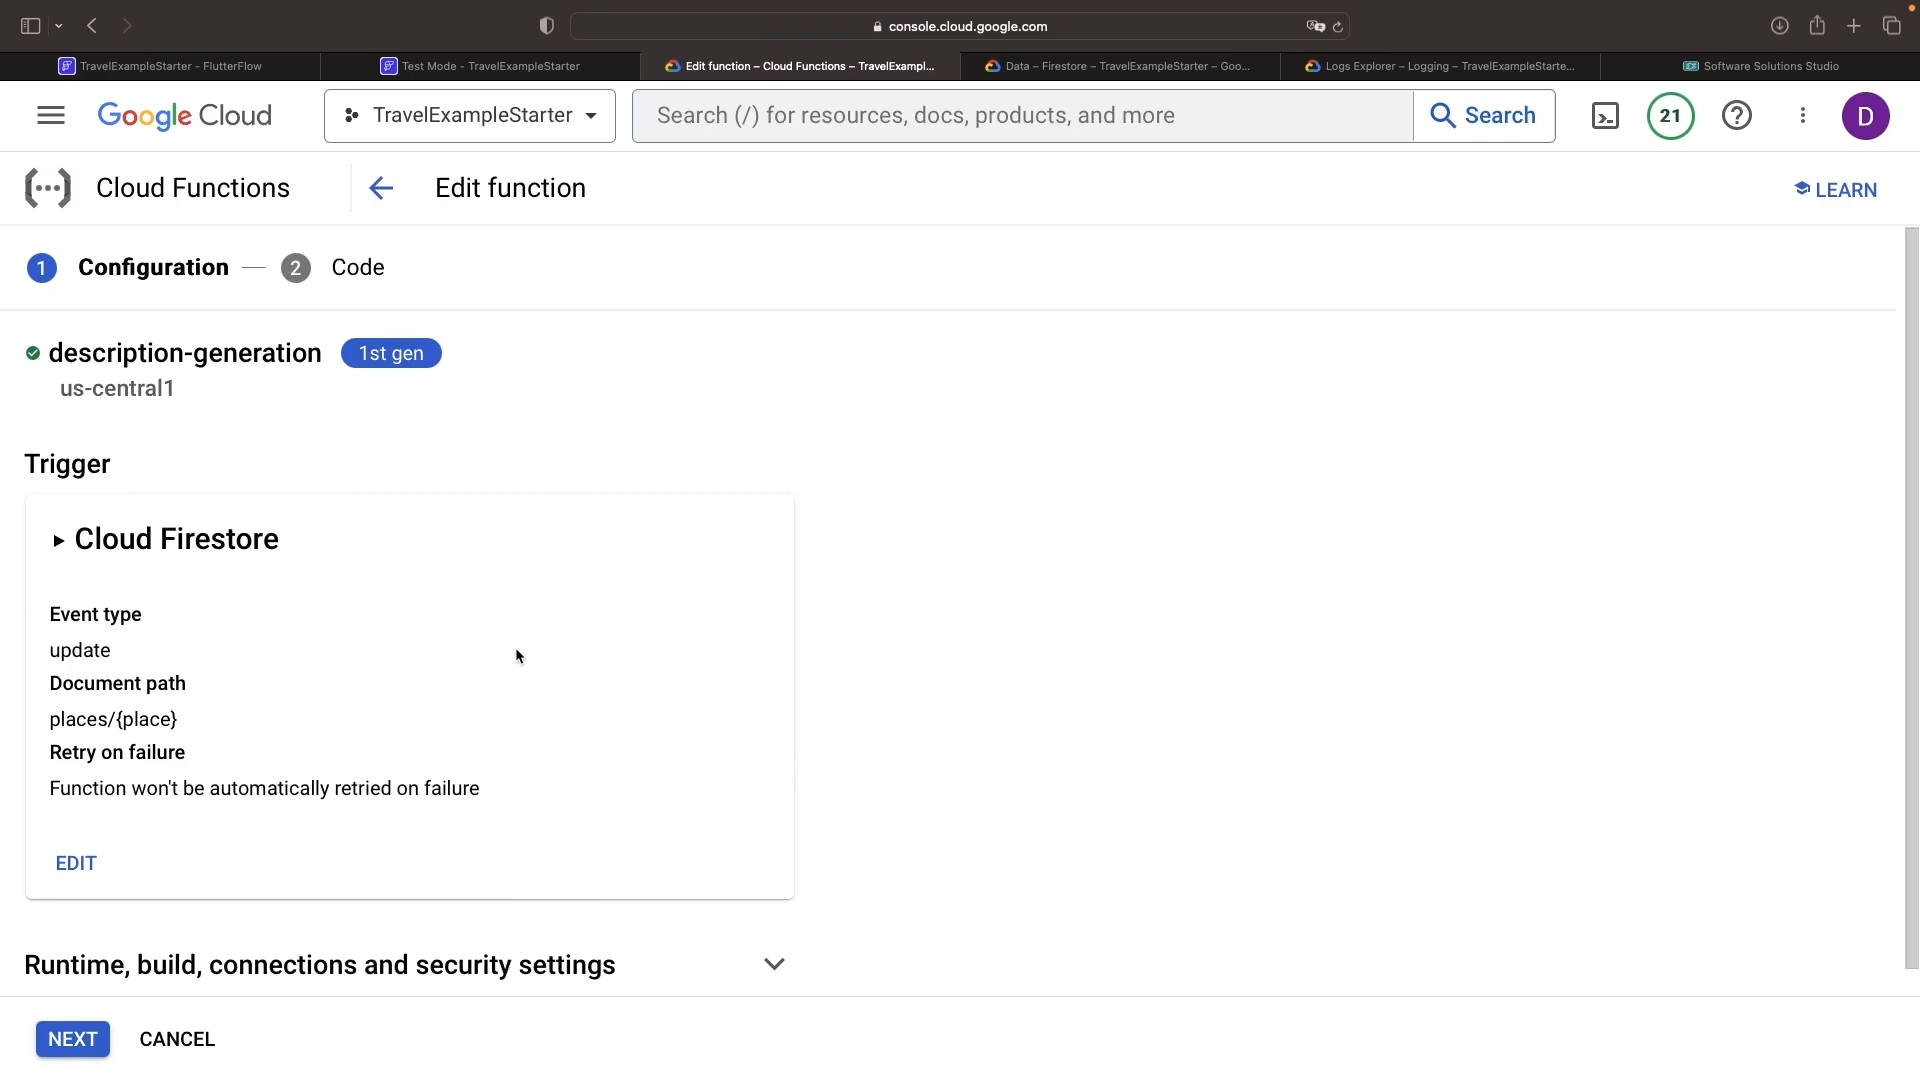 console.cloud.google.com
TravelExampleStarter - FlutterFlow
Test Mode - TravelExampleStarter
Edit function – Cloud Functions – TravelExampl...
Data – Firestore – TravelExampleStarter – Goo...
Logs Explorer – Logging – TravelExampleStarte...
Software Solutions Studio
Google Cloud
TravelExampleStarter
Search (/) for resources, docs, products, and more
Search
21
D
Cloud Functions
Edit function
LEARN
1 Configuration — 2 Code
description-generation 1st gen
us-central1
Trigger
Cloud Firestore
Event type
update
Document path
places/{place}
Retry on failure
Function won't be automatically retried on failure
EDIT
Runtime, build, connections and security settings
NEXT CANCEL